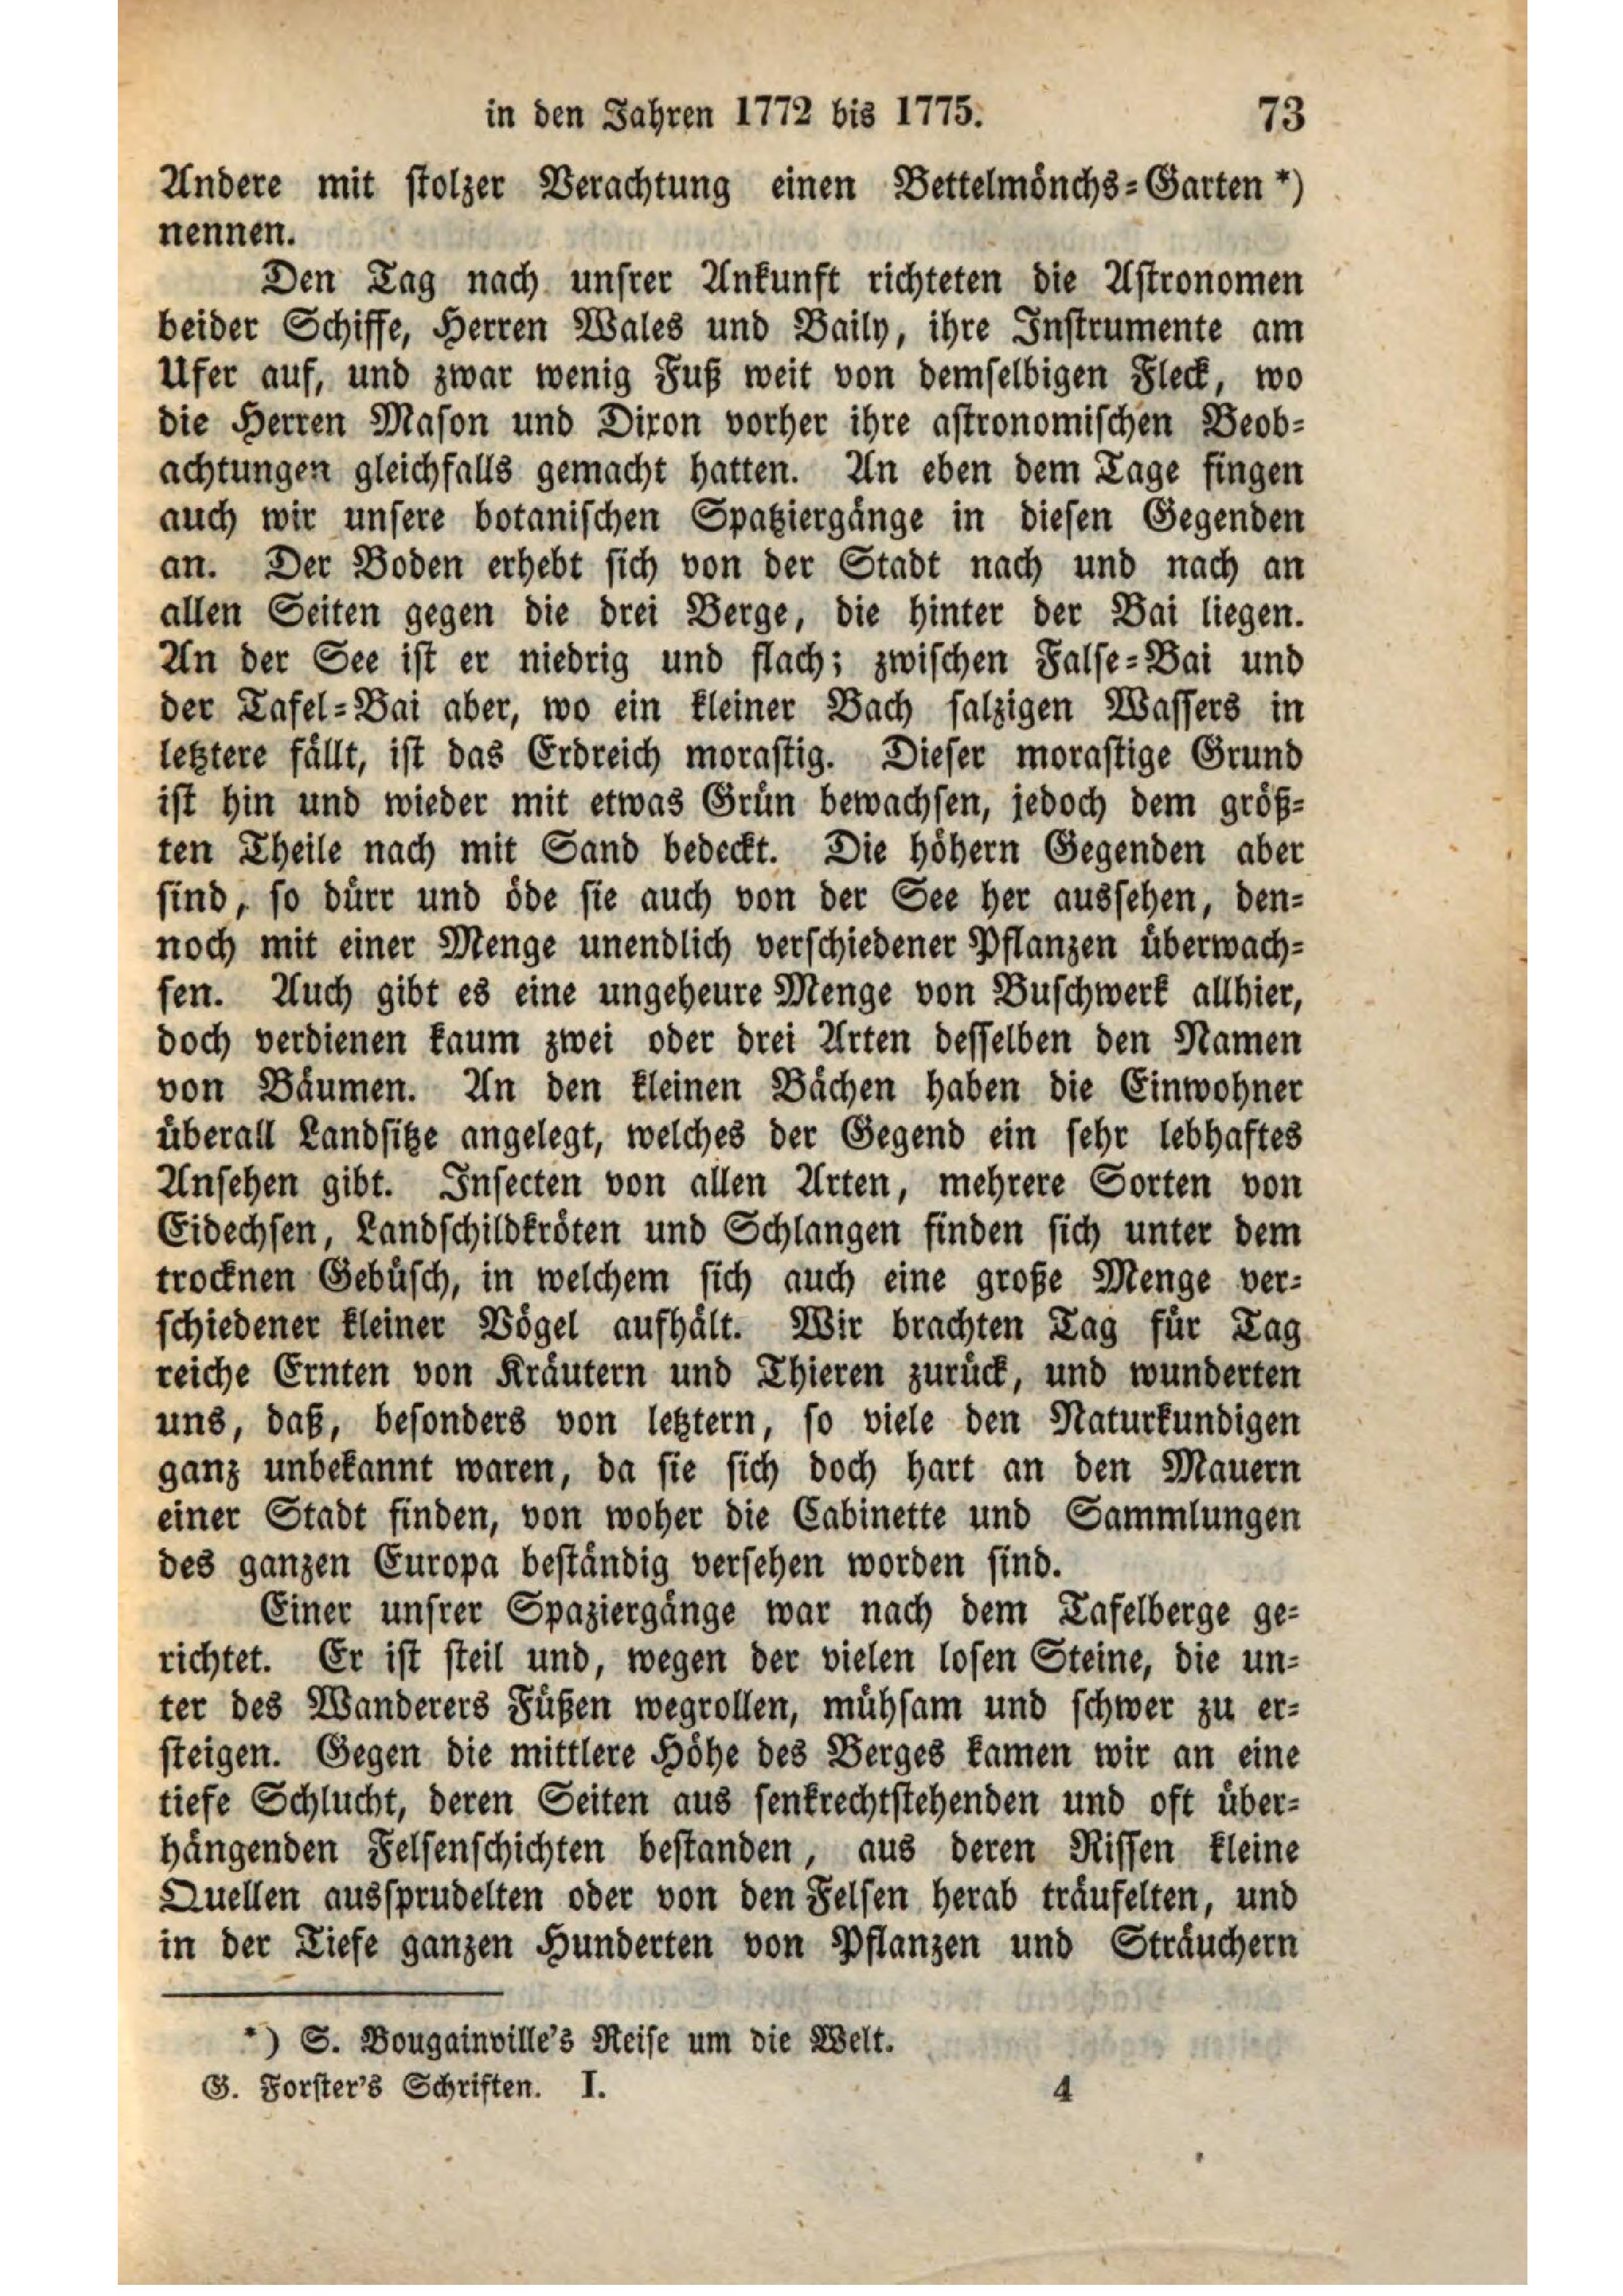 in den Jahren 1772 bis 1775. 73
Andere mit stolzer Verachtung einen Bettelmönchs=Garten *)
nennen.
Den Tag nach unsrer Ankunft richteten die Astronomen
beider Schiffe, Herren Wales und Baily, ihre Instrumente am
Ufer auf, und zwar wenig Fuß weit von demselbigen Fleck, wo
die Herren Mason und Dixon vorher ihre astronomischen Beob=
achtungen gleichfalls gemacht hatten. An eben dem Tage fingen
auch wir unsere botanischen Spatziergänge in diesen Gegenden
an. Der Boden erhebt sich von der Stadt nach und nach an
allen Seiten gegen die drei Berge, die hinter der Bai liegen.
An der See ist er niedrig und flach; zwischen False=Bai und
der Tafel=Bai aber, wo ein kleiner Bach salzigen Wassers in
letztere fällt, ist das Erdreich morastig. Dieser morastige Grund
ist hin und wieder mit etwas Grün bewachsen, jedoch dem größ=
ten Theile nach mit Sand bedeckt. Die höhern Gegenden aber
sind, so dürr und öde sie auch von der See her aussehen, den=
noch mit einer Menge unendlich verschiedener Pflanzen überwach=
sen. Auch gibt es eine ungeheure Menge von Buschwerk allhier,
doch verdienen kaum zwei oder drei Arten desselben den Namen
von Bäumen. An den kleinen Bächen haben die Einwohner
überall Landsitze angelegt, welches der Gegend ein sehr lebhaftes
Ansehen gibt. Insecten von allen Arten, mehrere Sorten von
Eidechsen, Landschildkröten und Schlangen finden sich unter dem
trocknen Gebüsch, in welchem sich auch eine große Menge ver=
schiedener kleiner Vögel aufhält. Wir brachten Tag für Tag
reiche Ernten von Kräutern und Thieren zurück, und wunderten
uns, daß, besonders von letztern, so viele den Naturkundigen
ganz unbekannt waren, da sie sich doch hart an den Mauern
einer Stadt finden, von woher die Cabinette und Sammlungen
des ganzen Europa beständig versehen worden sind.
Einer unsrer Spaziergänge war nach dem Tafelberge ge=
richtet. Er ist steil und, wegen der vielen losen Steine, die un=
ter des Wanderers Füßen wegrollen, mühsam und schwer zu er=
steigen. Gegen die mittlere Höhe des Berges kamen wir an eine
tiefe Schlucht, deren Seiten aus senkrechtstehenden und oft über=
hängenden Felsenschichten bestanden, aus deren Rissen kleine
Quellen aussprudelten oder von den Felsen herab träufelten, und
in der Tiefe ganzen Hunderten von Pflanzen und Sträuchern
*) S. Bougainville's Reise um die Welt.
G. Forster's Schriften. I. 4